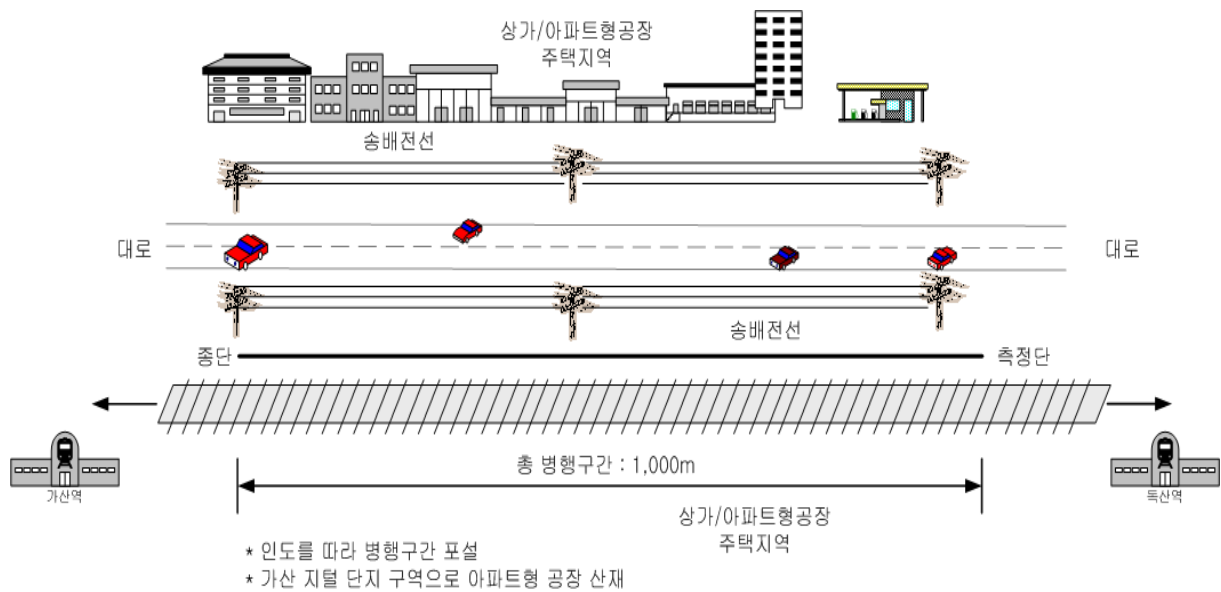 상가/아파트형공장
주택지역
송배전선
대로
대로
송배전선
종단
측정단
총 병행구간 : 1,000m
가산역
독산역
상가/아파트형공장
주택지역
* 인도를 따라 병행구간 포설
* 가산 지털 단지 구역으로 아파트형 공장 산재